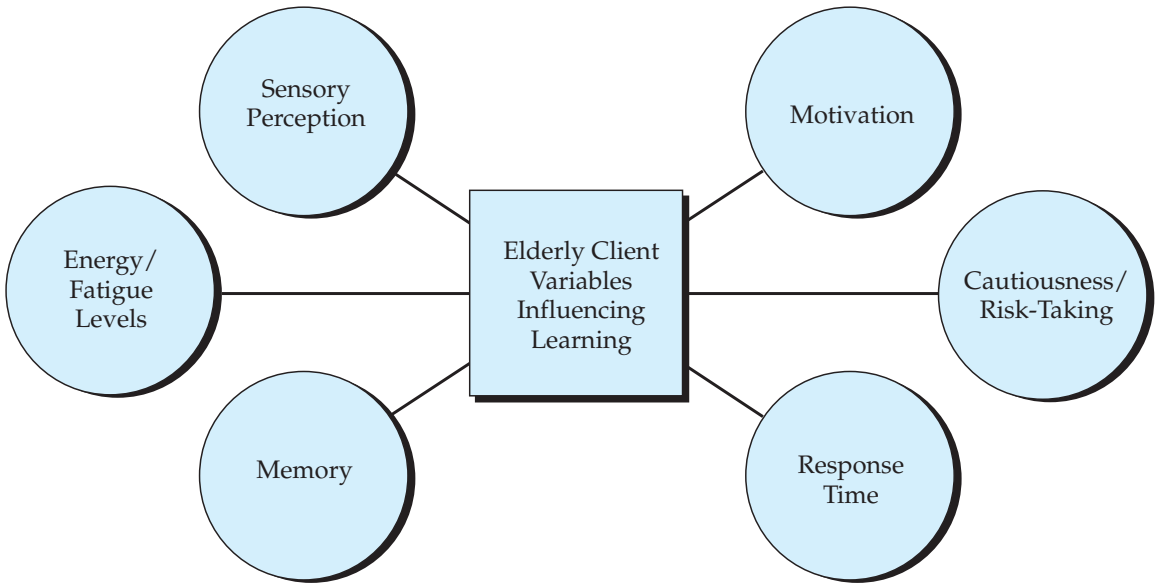 Sensory
Perception
Motivation
Energy/
Fatigue
Levels
Elderly Client
Variables
Influencing
Learning
Cautiousness/
Risk-Taking
Memory
Response
Time